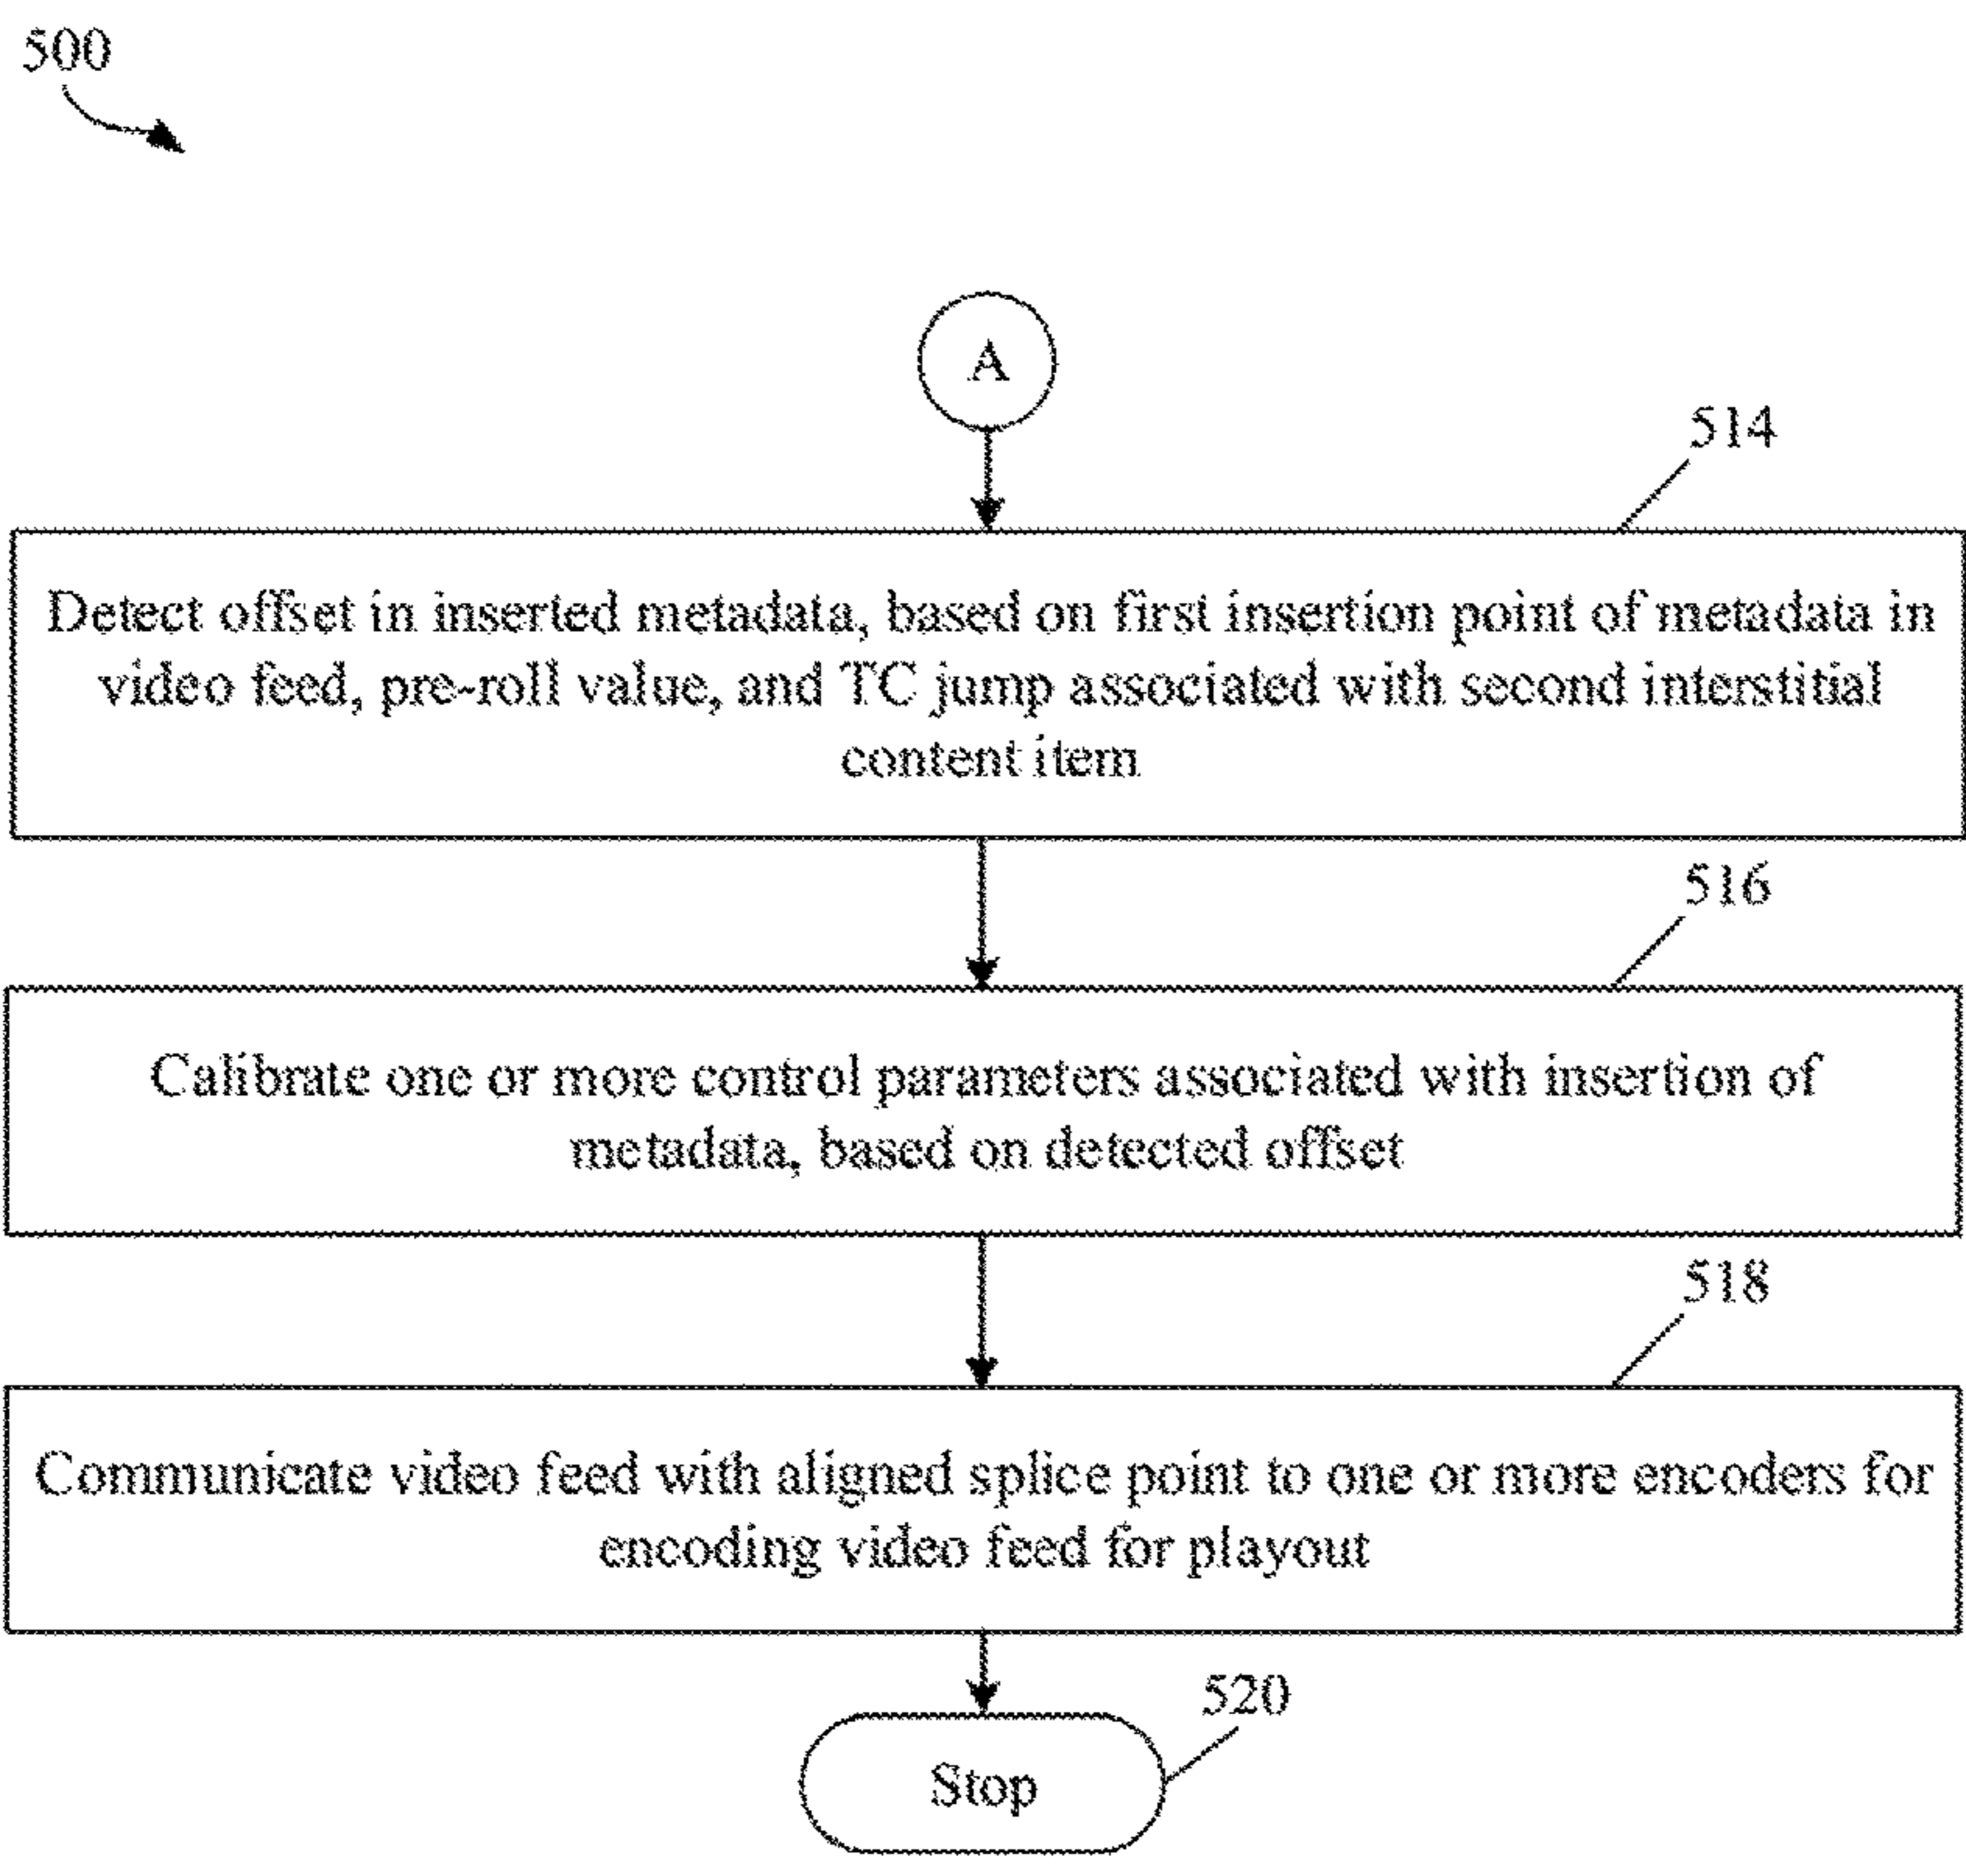 500
A
514
Detect offset in inserted metadata, based on first insertion point of metadata in
video feed, pre-roll value, and TC jump associated with second interstitial
content item
516
Calibrate one or more control parameters associated with insertion of
metadata, based on detected offset
518
Communicate video feed with aligned splice point to one or more encoders for
encoding video feed for playout
520
Stop